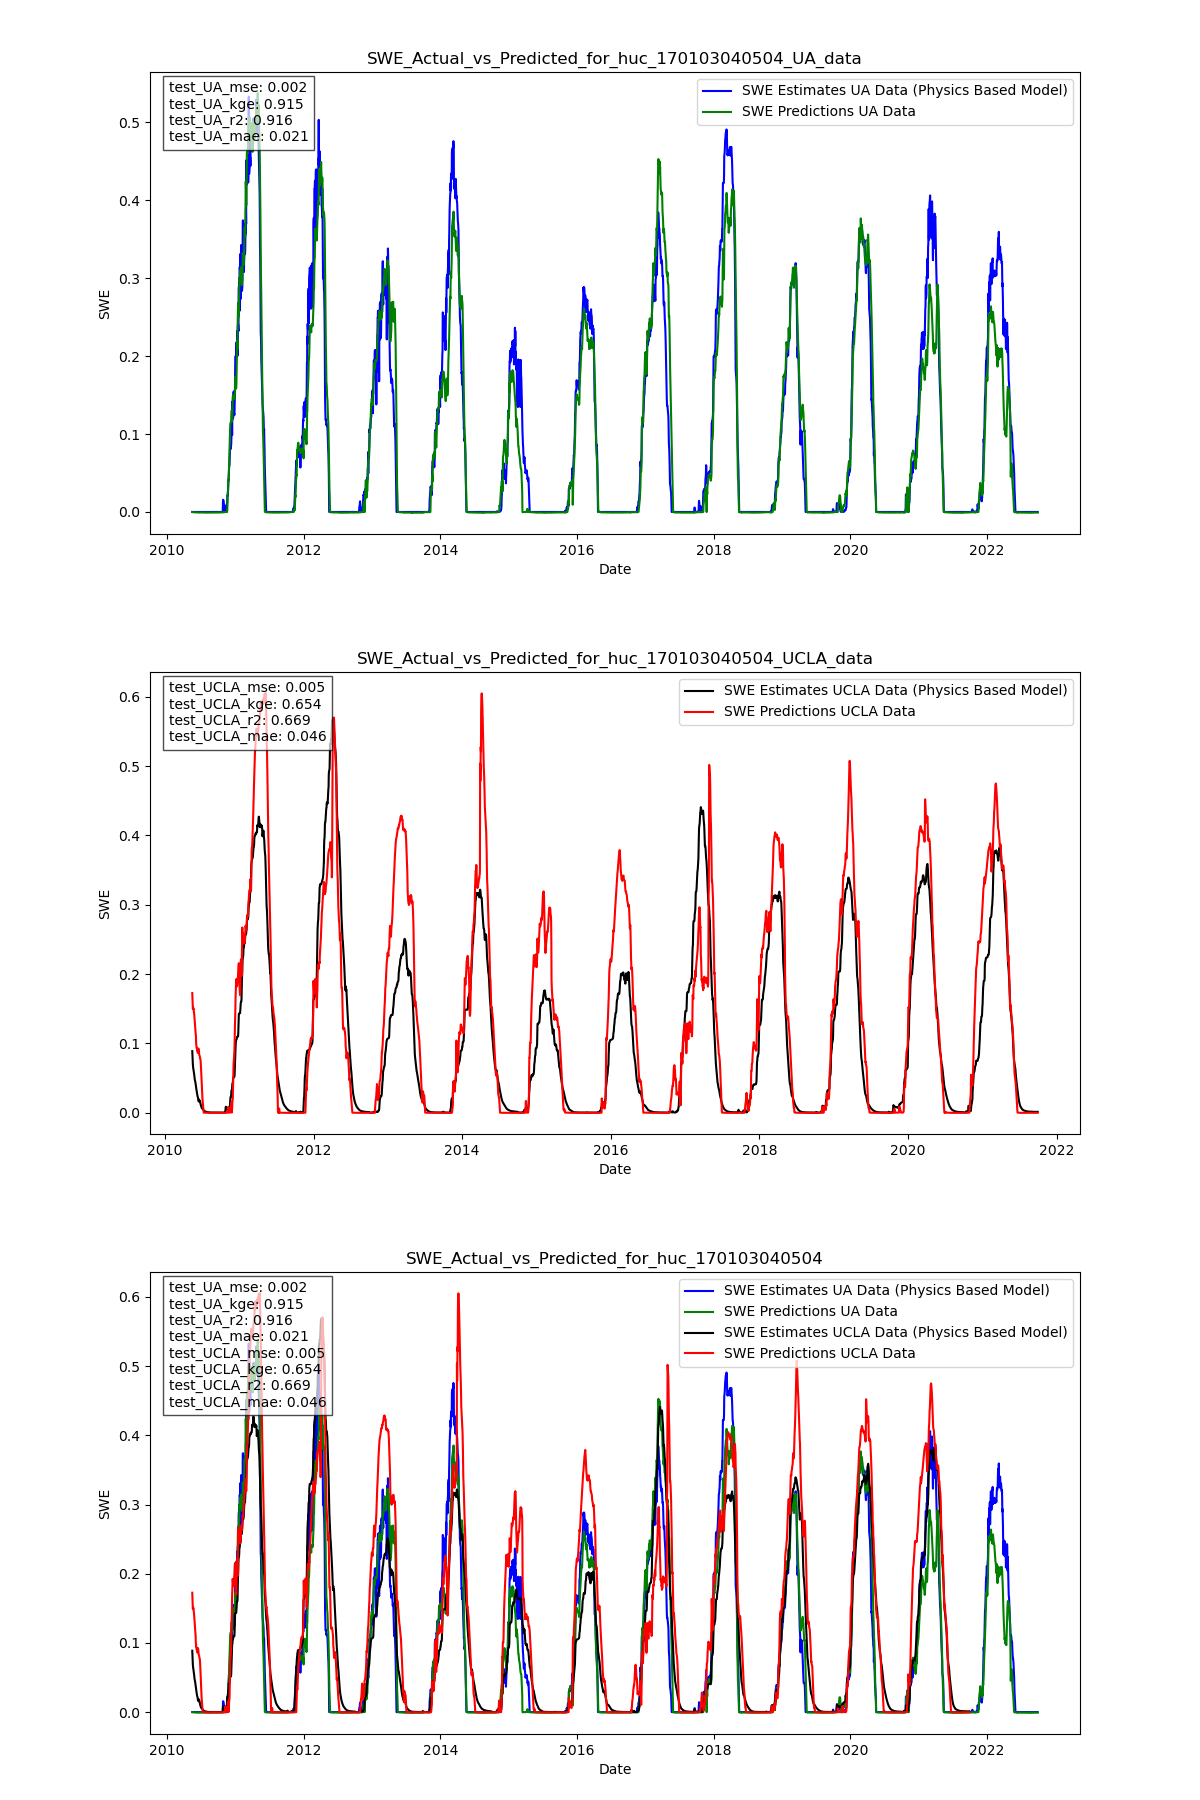 SWE_Actual_vs_Predicted_for_huc_170103040504_UA_data
test_UA_mse: 0.002
test_UA_kge: 0.915
test_UA_r2: 0.916
test_UA_mae: 0.021
SWE Estimates UA Data (Physics Based Model)
SWE Predictions UA Data
SWE
0.5
0.4
0.3
0.2
0.1
0.0
2010 2012 2014 2016 2018 2020 2022
Date
SWE_Actual_vs_Predicted_for_huc_170103040504_UCLA_data
test_UCLA_mse: 0.005
test_UCLA_kge: 0.654
test_UCLA_r2: 0.669
test_UCLA_mae: 0.046
SWE Estimates UCLA Data (Physics Based Model)
SWE Predictions UCLA Data
SWE
0.6
0.5
0.4
0.3
0.2
0.1
0.0
2010 2012 2014 2016 2018 2020 2022
Date
SWE_Actual_vs_Predicted_for_huc_170103040504
test_UA_mse: 0.002
test_UA_kge: 0.915
test_UA_r2: 0.916
test_UA_mae: 0.021
test_UCLA_mse: 0.005
test_UCLA_kge: 0.654
test_UCLA_r2: 0.669
test_UCLA_mae: 0.046
SWE Estimates UA Data (Physics Based Model)
SWE Predictions UA Data
SWE Estimates UCLA Data (Physics Based Model)
SWE Predictions UCLA Data
SWE
0.6
0.5
0.4
0.3
0.2
0.1
0.0
2010 2012 2014 2016 2018 2020 2022
Date